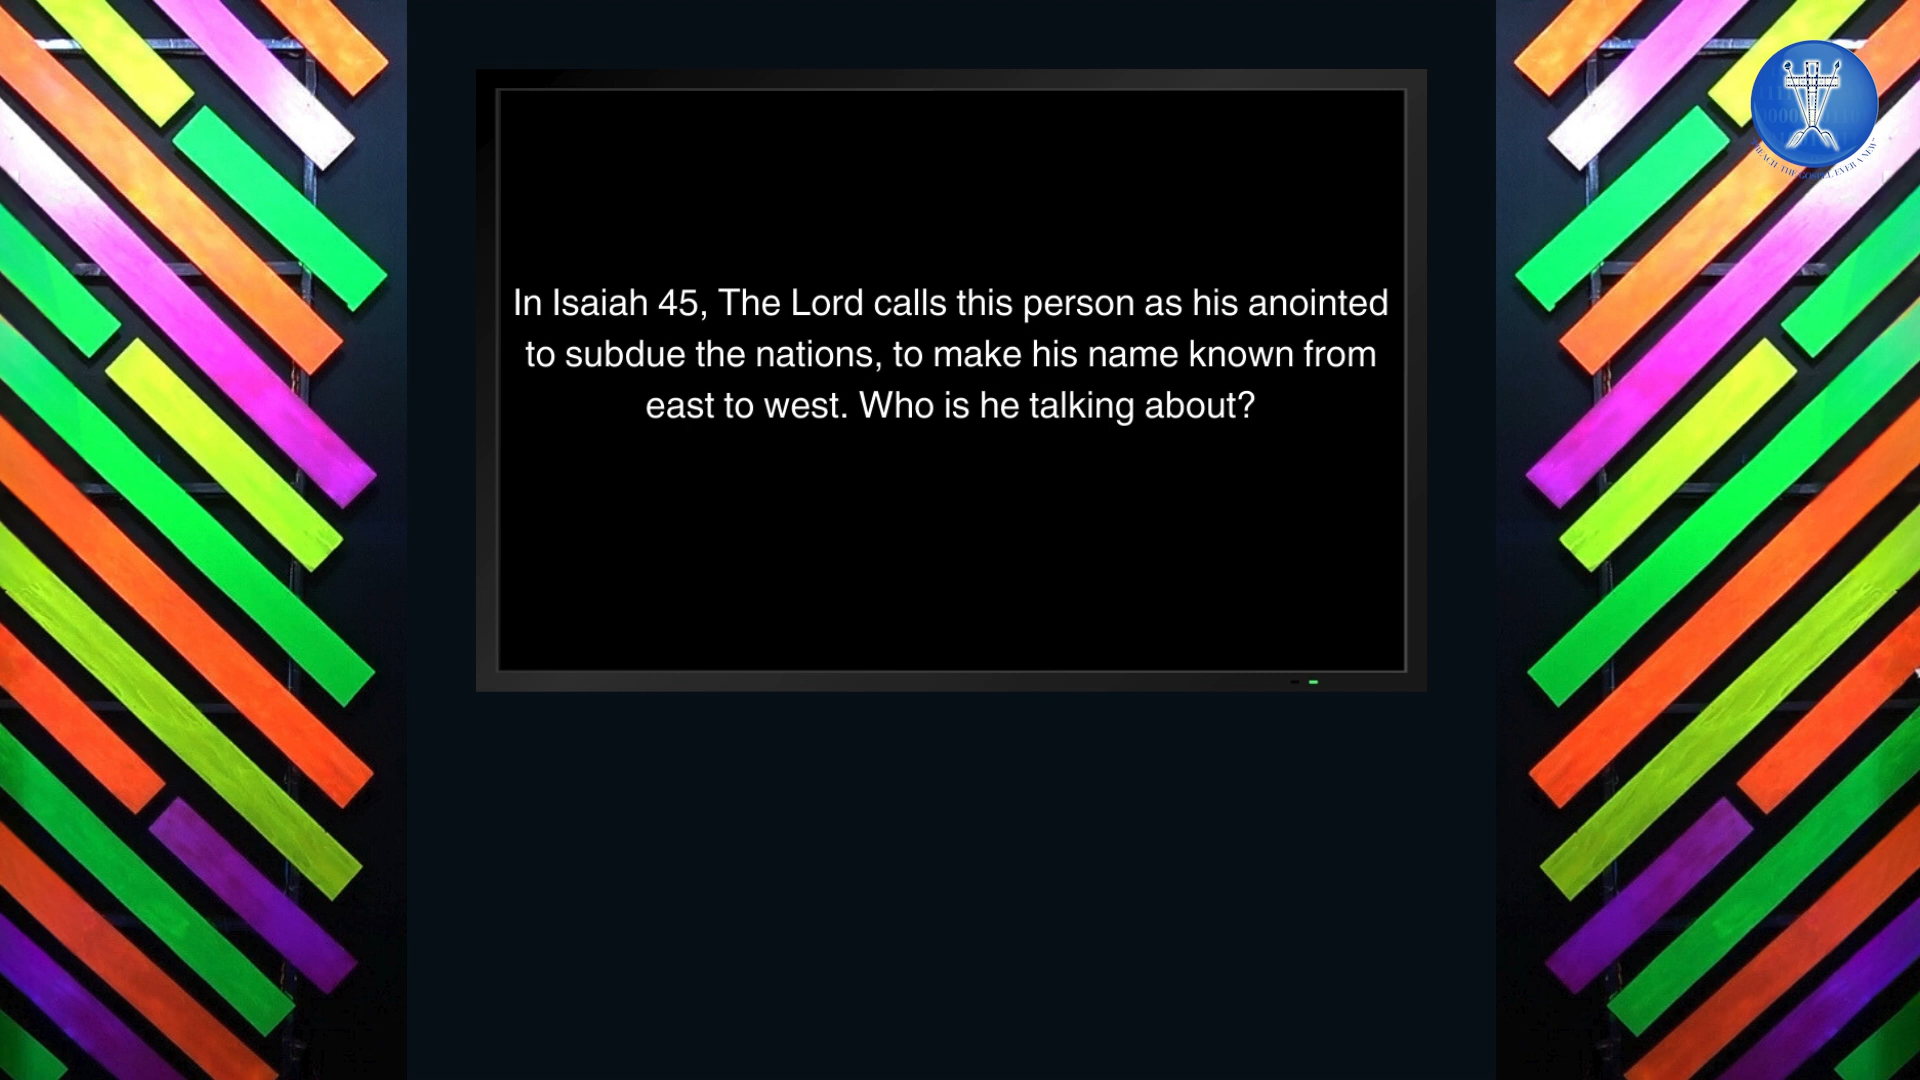 In Isaiah 45, The Lord calls this person as his anointed
to subdue the nations, to make his name known from
east to west. Who is he talking about?